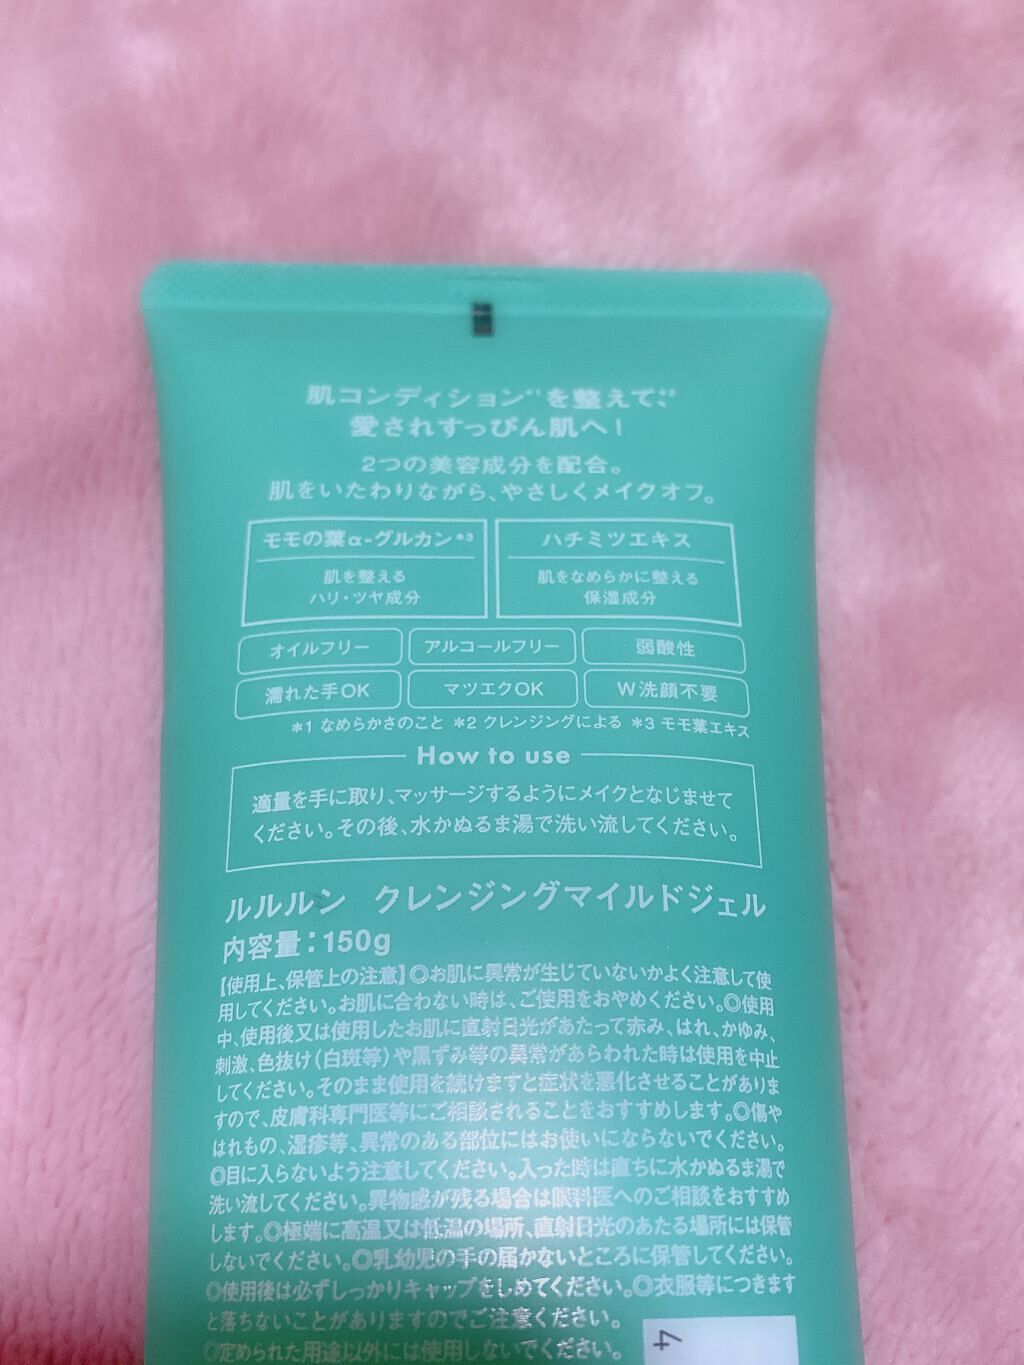 肌コンディション*1を整えて*2、
愛されすっぴん肌へ!
2つの美容成分を配合。
肌をいたわりながら、やさしくメイクオフ。
モモの葉α-グルカン*3
肌を整える
ハリ・ツヤ成分
ハチミツエキス
肌をなめらかに整える
保湿成分
オイルフリー
アルコールフリー
弱酸性
濡れた手OK
マツエクOK
W洗顔不要
*1 なめらかさのこと *2 クレンジングによる *3 モモ葉エキス
How to use
適量を手に取り、マッサージするようにメイクとなじませて
ください。その後、水かぬるま湯で洗い流してください。
ルルルン クレンジングマイルドジェル
内容量:150g
【使用上、保管上の注意】◎お肌に異常が生じていないかよく注意して使
用してください。お肌に合わない時は、ご使用をおやめください。◎使用
中、使用後又は使用したお肌に直射日光があたって赤み、はれ、かゆみ、
刺激、色抜け(白斑等)や黒ずみ等の異常があらわれた時は使用を中止
してください。そのまま使用を続けますと症状を悪化させることがありま
すので、皮膚科専門医等にご相談されることをおすすめします。◎傷や
はれもの、湿疹等、異常のある部位にはお使いにならないでください。
◎目に入らないよう注意してください。入った時は直ちに水かぬるま湯で
洗い流してください。異物感が残る場合は眼科医へのご相談をおすすめ
します。◎極端に高温又は低温の場所、直射日光のあたる場所には保管
しないでください。◎乳幼児の手の届かないところに保管してください。
◎使用後は必ずしっかりキャップをしめてください。◎衣服等につきます
と落ちないことがありますのでご注意ください。
◎定められた用途以外には使用しないでください。
4